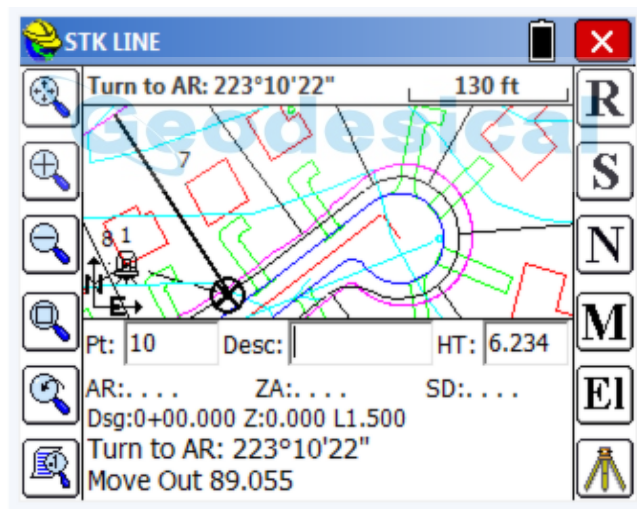 STK LINE
Turn to AR: 223°10'22" 130 ft
Geodesical
7
8 1
N
E
R
S
N
M
El
Pt: 10 Desc: HT: 6.234
AR:. . . . ZA:. . . . SD:. . . .
Dsg:0+00.000 Z:0.000 L1.500
Turn to AR: 223°10'22"
Move Out 89.055